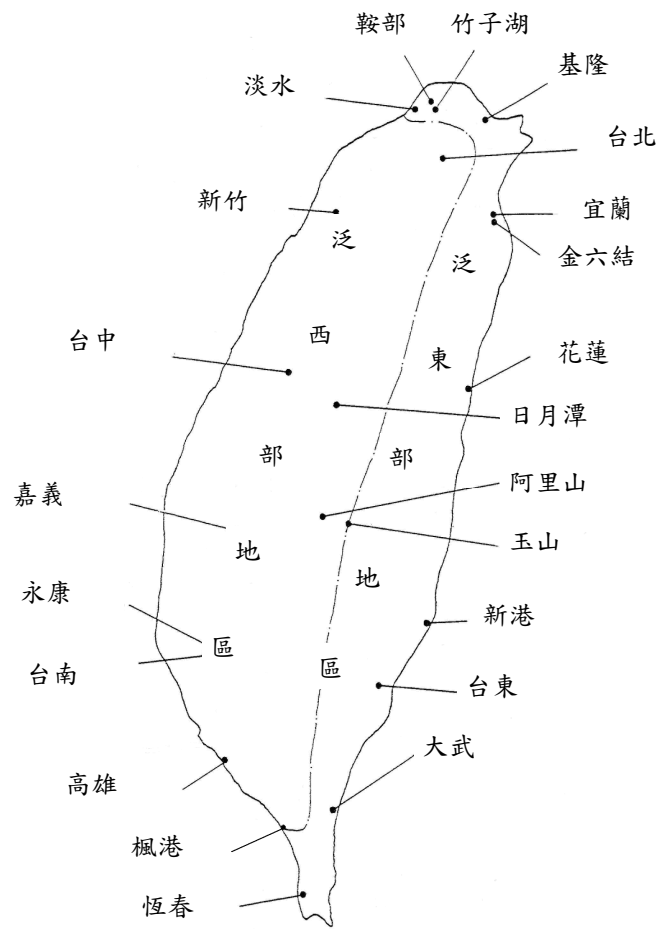 鞍部
竹子湖
基隆
淡水
台北
新竹
宜蘭
金六結
台中
花蓮
日月潭
阿里山
嘉義
玉山
永康
新港
台南
台東
大武
高雄
楓港
恆春
泛西部地區
泛東部地區